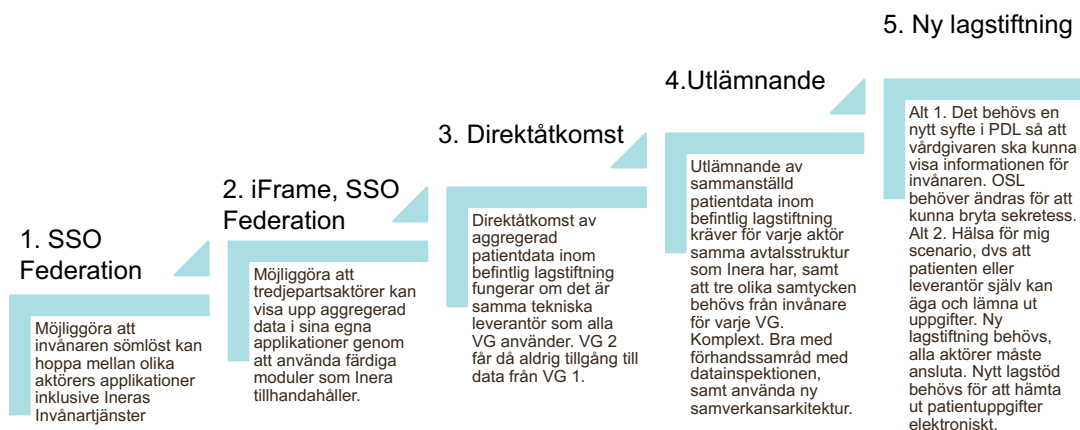 1. SSO
Federation
Möjliggöra att
invånaren sömlöst kan
hoppa mellan olika
aktörers applikationer
inklusive Ineras
Invånartjänster
2. iFrame, SSO
Federation
Möjliggöra att
tredjepartsaktörer kan
visa upp aggregerad
data i sina egna
applikationer genom
att använda färdiga
moduler som Inera
tillhandahåller.
3. Direktåtkomst
Direktåtkomst av
aggregerad
patientdata inom
befintlig lagstiftning
fungerar om det är
samma tekniska
leverantör som alla
VG använder. VG 2
får då aldrig tillgång till
data från VG 1.
4.Utlämnande
Utlämnande av
sammanställd
patientdata inom
befintlig lagstiftning
kräver för varje aktör
samma avtalsstruktur
som Inera har, samt
att tre olika samtycken
behövs från invånare
för varje VG.
Komplext. Bra med
förhandssamråd med
datainspektionen,
samt använda ny
samverkansarkitektur.
5. Ny lagstiftning
Alt 1. Det behövs en
nytt syfte i PDL så att
vårdgivaren ska kunna
visa informationen för
invånaren. OSL
behöver ändras för att
kunna bryta sekretess.
Alt 2. Hälsa för mig
scenario, dvs att
patienten eller
leverantör själv kan
äga och lämna ut
uppgifter. Ny
lagstiftning behövs,
alla aktörer måste
ansluta. Nytt lagstöd
behövs för att hämta
ut patientuppgifter
elektroniskt.